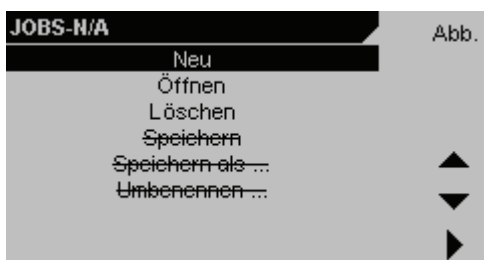 JOBS-N/A
Abb.
Neu
Öffnen
Löschen
Speichern
Speichern als ...
Umbenennen ...